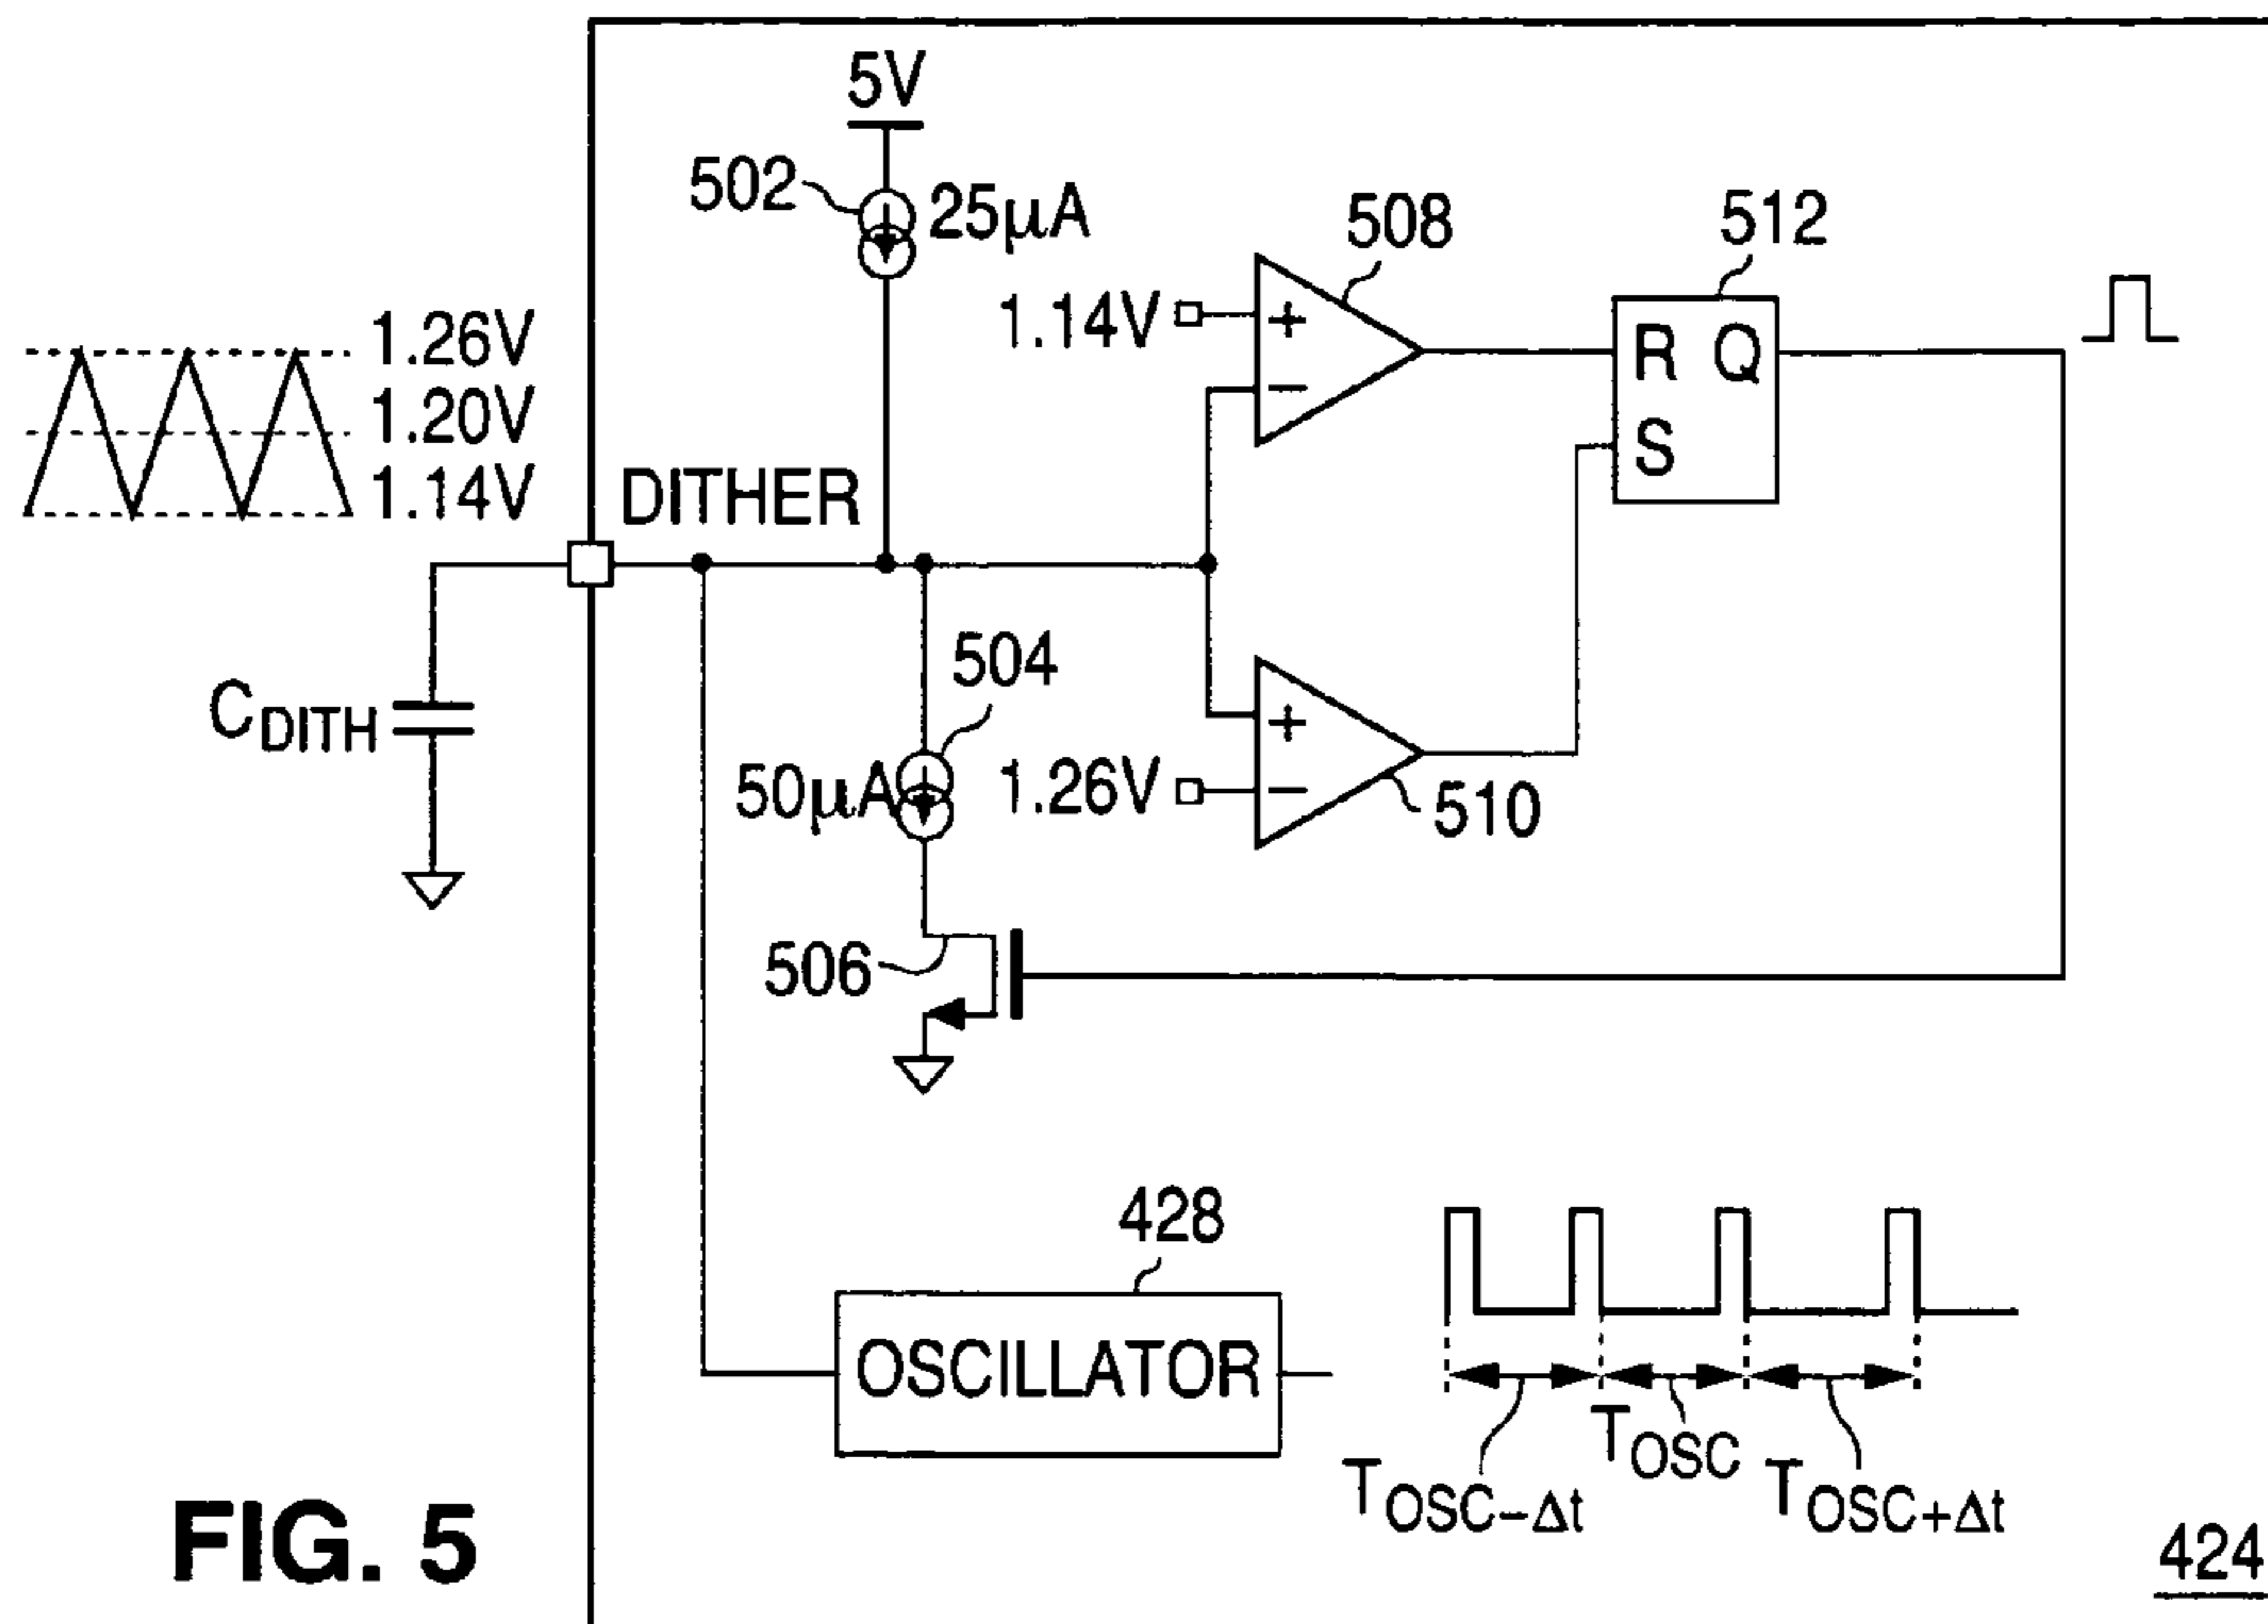 5V
502
25μA
508
512
1.14V
+
−
R Q
S
1.26V
1.20V
1.14V
DITHER
504
CDITH
50μA
1.26V
+
−
510
506
428
OSCILLATOR
TOSC−Δt
TOSC
TOSC+Δt
FIG. 5
424